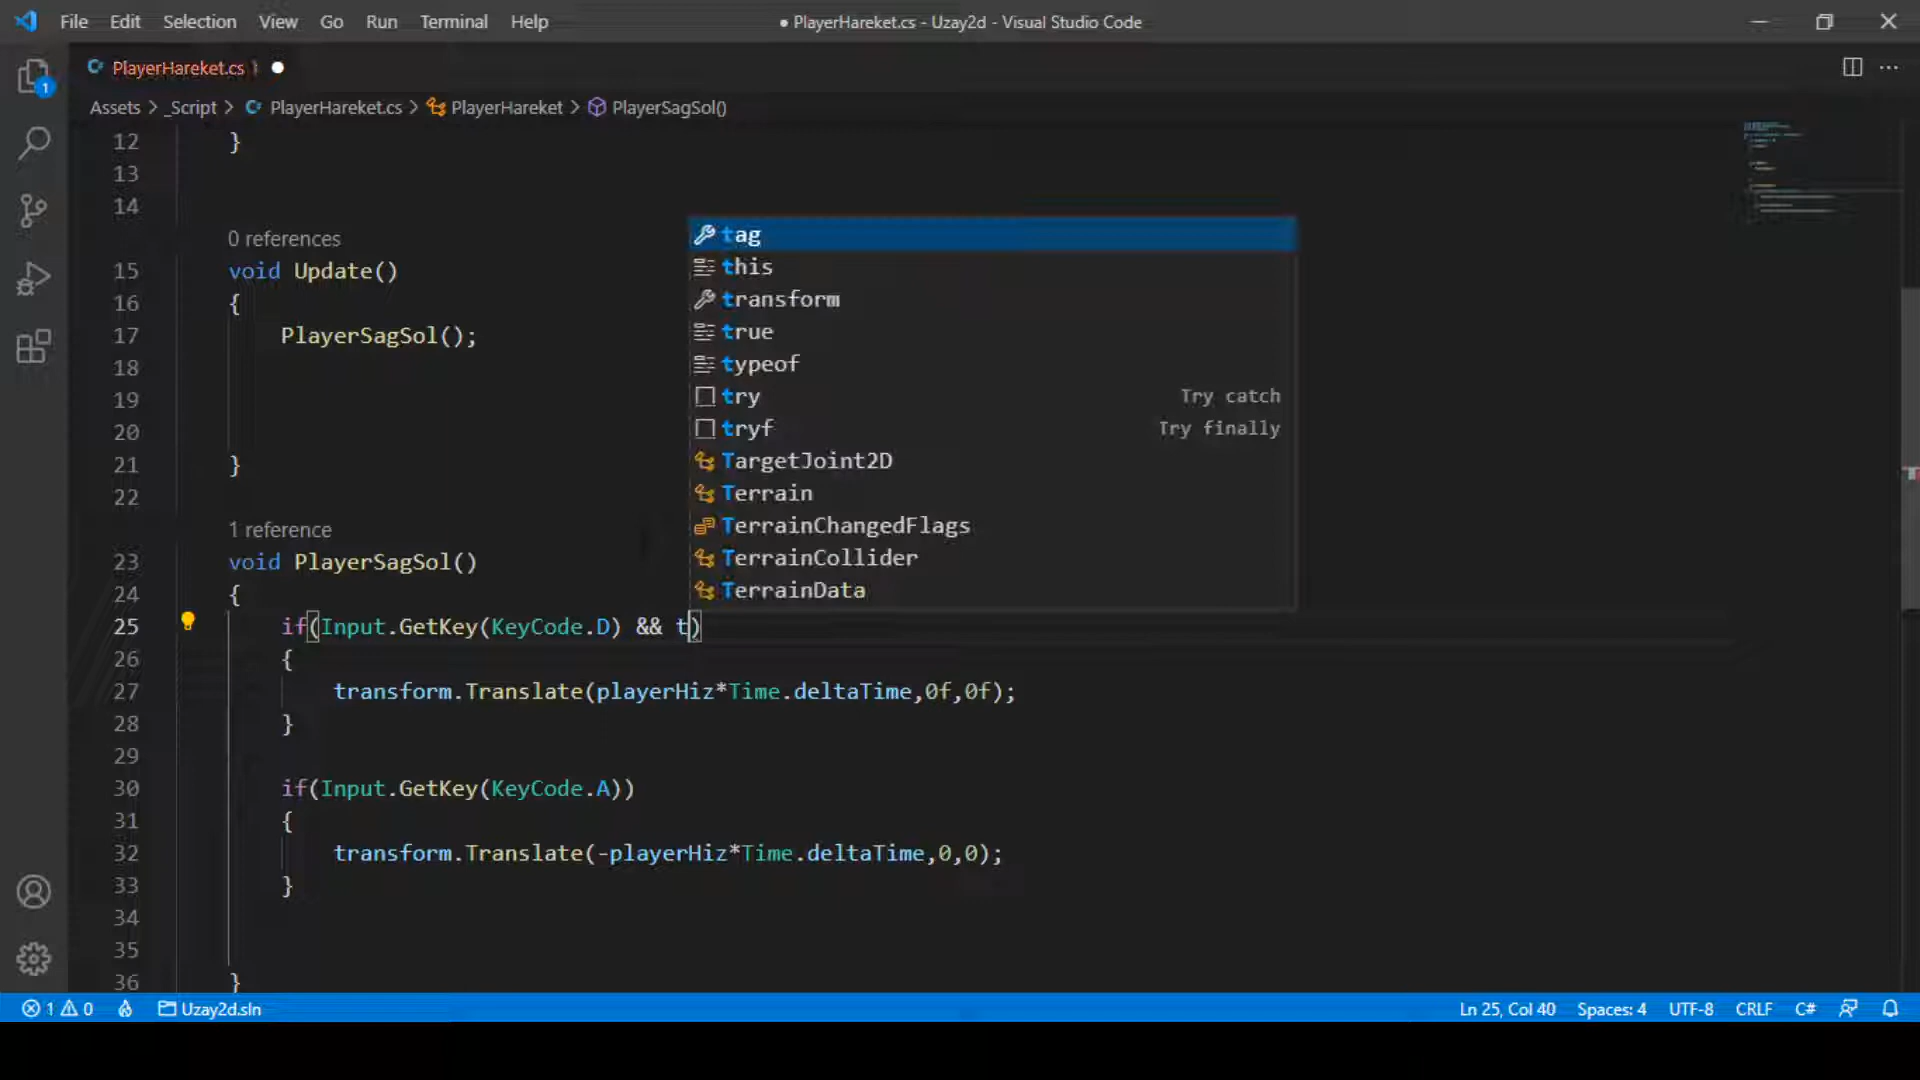 File Edit Selection View Go Run Terminal Help ● PlayerHareket.cs - Uzay2d - Visual Studio Code
PlayerHareket.cs 1 ●
Assets > _Script > PlayerHareket.cs > PlayerHareket > PlayerSagSol()
1
12 }
13
14
0 references
15 void Update()
16 {
17 PlayerSagSol();
18
19
20
21 }
22
1 reference
23 void PlayerSagSol()
24 {
25 if(Input.GetKey(KeyCode.D) && t)
26 {
27 transform.Translate(playerHiz*Time.deltaTime,0f,0f);
28 }
29
30 if(Input.GetKey(KeyCode.A))
31 {
32 transform.Translate(-playerHiz*Time.deltaTime,0,0);
33 }
34
35
36 }
tag
this
transform
true
typeof
try Try catch
tryf Try finally
TargetJoint2D
Terrain
TerrainChangedFlags
TerrainCollider
TerrainData
1 0 Uzay2d.sln Ln 25, Col 40 Spaces: 4 UTF-8 CRLF C#